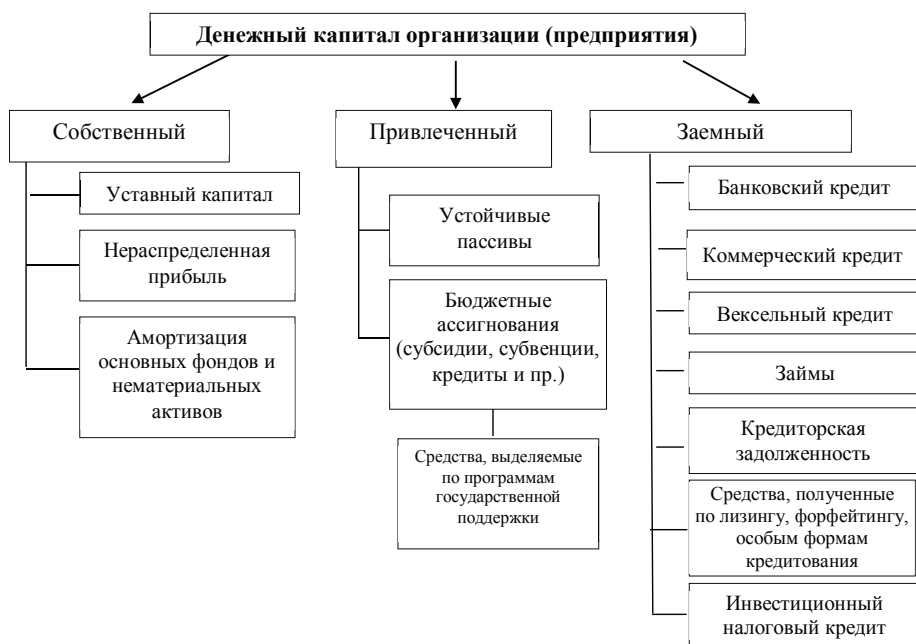 Денежный капитал организации (предприятия)
Собственный
Уставный капитал
Нераспределенная
прибыль
Амортизация
основных фондов и
нематериальных
активов
Привлеченный
Устойчивые
пассивы
Бюджетные
ассигнования
(субсидии, субвенции,
кредиты и пр.)
Средства, выделяемые
по программам
государственной
поддержки
Заемный
Банковский кредит
Коммерческий кредит
Вексельный кредит
Займы
Кредиторская
задолженность
Средства, полученные
по лизингу, форфейтингу,
особым формам
кредитования
Инвестиционный
налоговый кредит